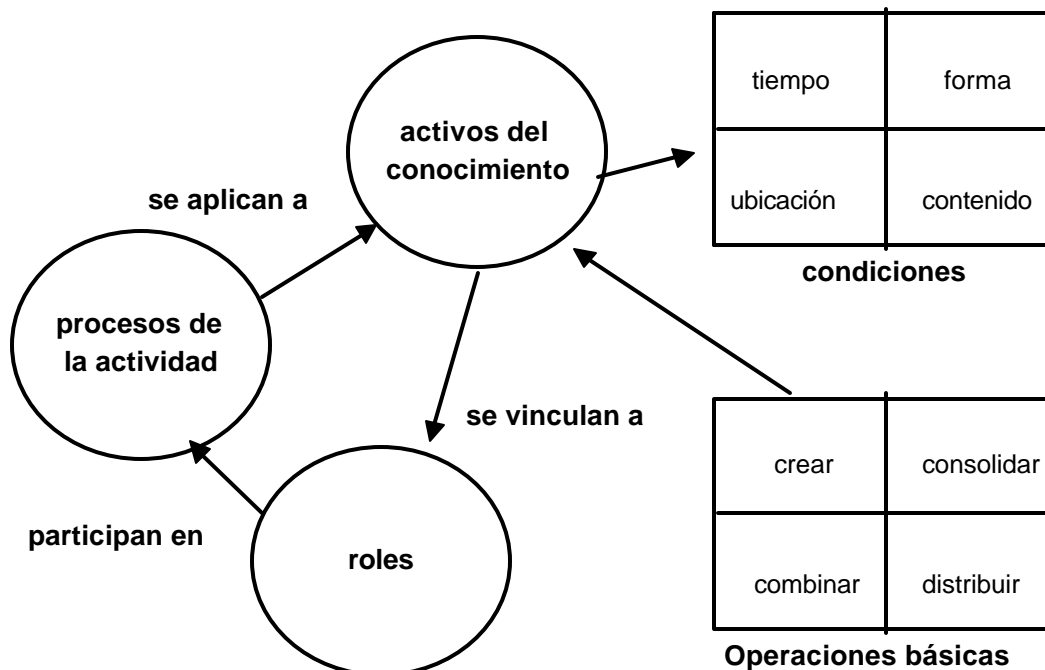 tiempo
forma
activos del
conocimiento
ubicación
contenido
se aplican a
condiciones
procesos de
la actividad
se vinculan a
crear
consolidar
participan en
roles
combinar
distribuir
Operaciones básicas